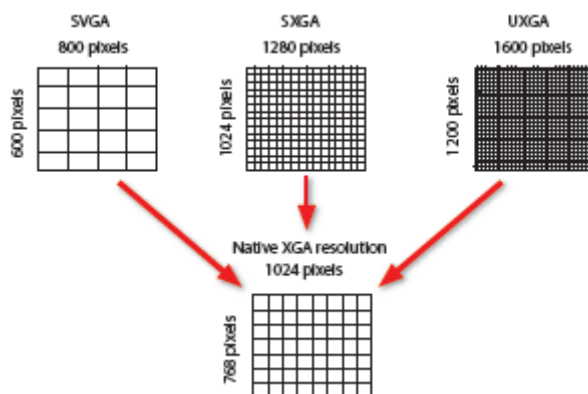 SVGA
800 pixels
600 pixels
SXGA
1280 pixels
1024 pixels
UXGA
1600 pixels
1200 pixels
Native XGA resolution
1024 pixels
768 pixels